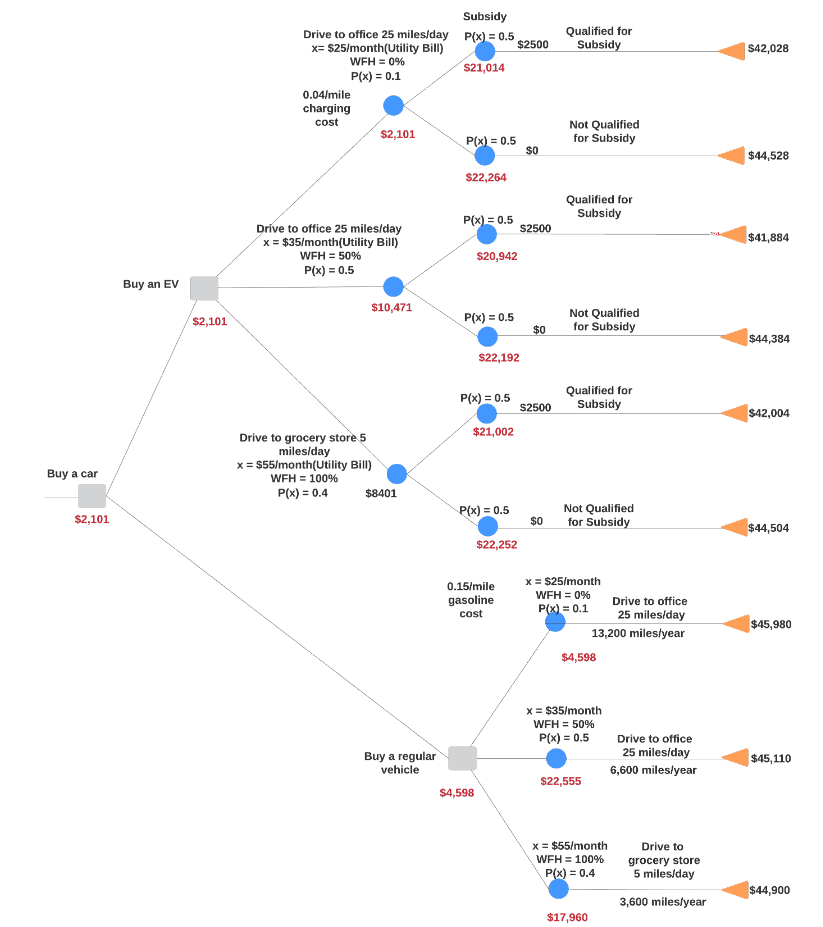 Subsidy
Drive to office 25 miles/day
x= $25/month(Utility Bill)
WFH = 0%
P(x) = 0.1
P(x) = 0.5
$2500
Qualified for
Subsidy
$42,028
$21,014
0.04/mile
charging
cost
$2,101
P(x) = 0.5
$0
Not Qualified
for Subsidy
$44,528
$22,264
Drive to office 25 miles/day
x = $35/month(Utility Bill)
WFH = 50%
P(x) = 0.5
P(x) = 0.5
$2500
Qualified for
Subsidy
$41,884
$20,942
Buy an EV
$2,101
$10,471
P(x) = 0.5
$0
Not Qualified
for Subsidy
$44,384
$22,192
P(x) = 0.5
$2500
Qualified for
Subsidy
$42,004
$21,002
Drive to grocery store 5
miles/day
x = $55/month(Utility Bill)
WFH = 100%
P(x) = 0.4
$8401
Buy a car
$2,101
P(x) = 0.5
$0
Not Qualified
for Subsidy
$44,504
$22,252
0.15/mile
gasoline
cost
x = $25/month
WFH = 0%
P(x) = 0.1
Drive to office
25 miles/day
13,200 miles/year
$45,980
$4,598
x = $35/month
WFH = 50%
P(x) = 0.5
Drive to office
25 miles/day
6,600 miles/year
$45,110
Buy a regular
vehicle
$4,598
$22,555
x = $55/month
WFH = 100%
P(x) = 0.4
Drive to
grocery store
5 miles/day
3,600 miles/year
$44,900
$17,960